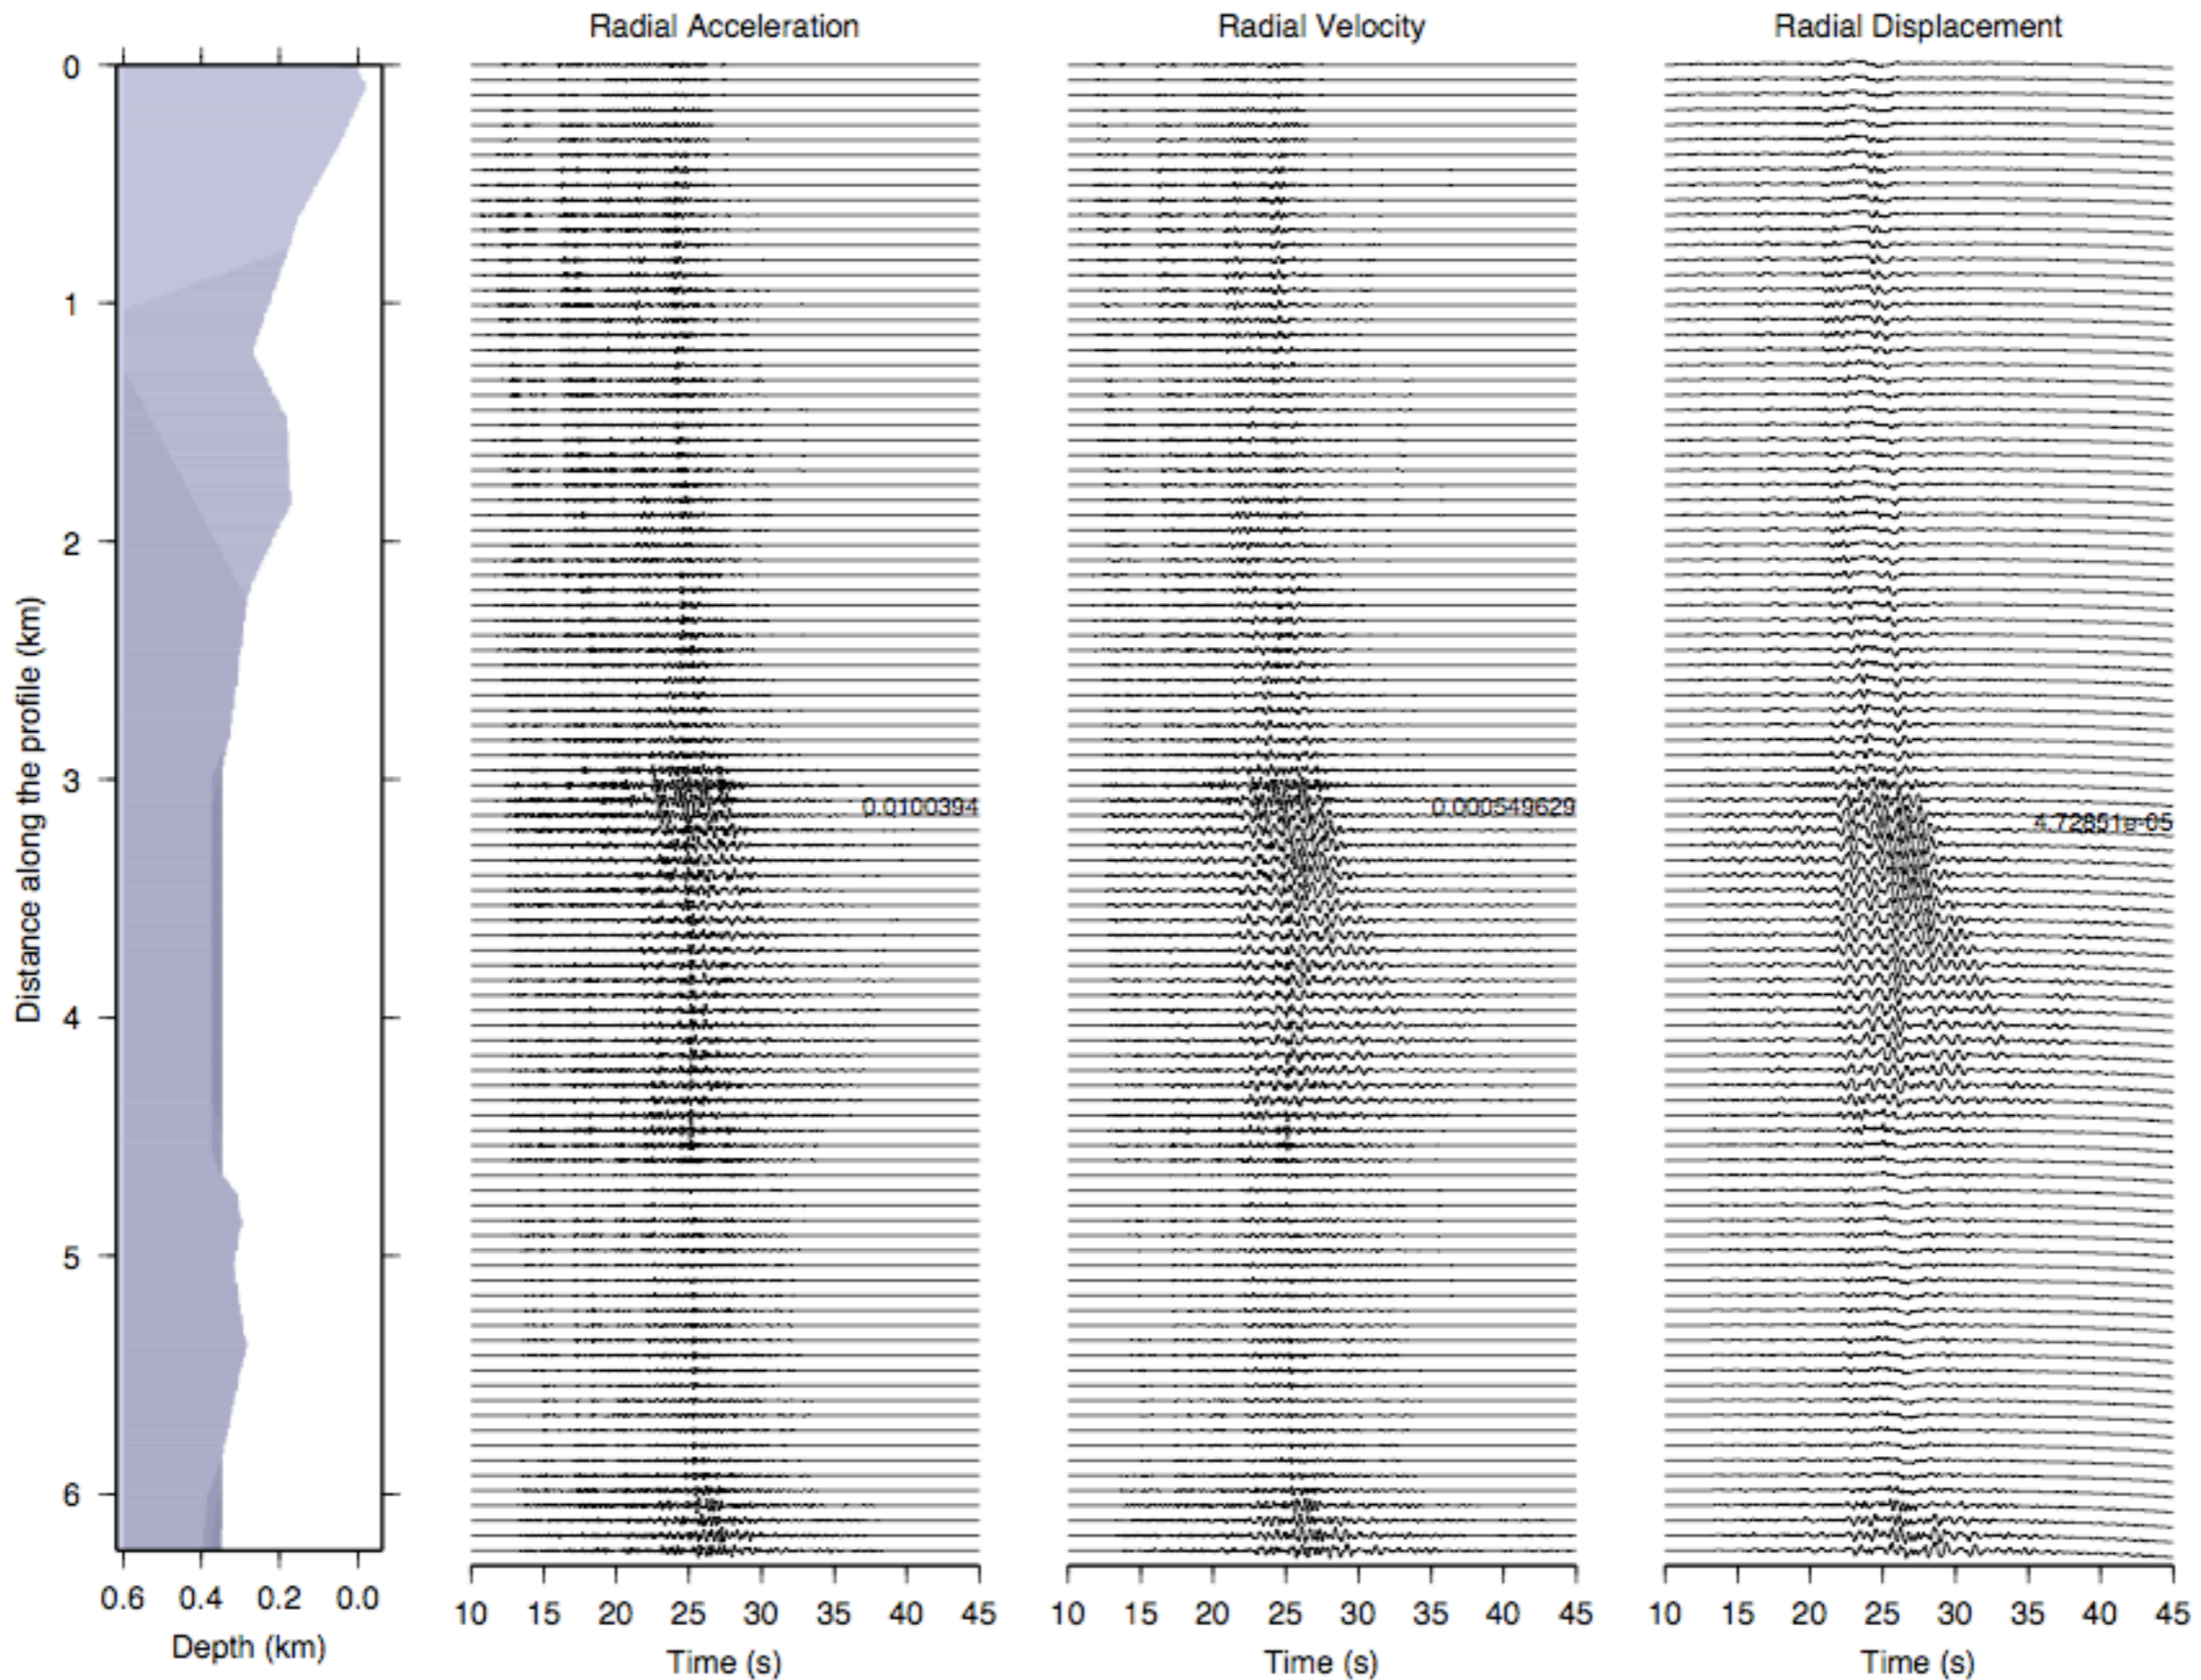 Radial Acceleration
Radial Velocity
Radial Displacement
Distance along the profile (km)
0
1
2
3
4
5
6
0.6 0.4 0.2 0.0
Depth (km)
0.0100394
0.000549629
4.72851e-05
10 15 20 25 30 35 40 45
Time (s)
10 15 20 25 30 35 40 45
Time (s)
10 15 20 25 30 35 40 45
Time (s)